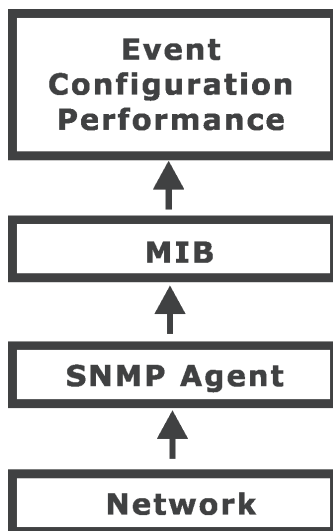 Event
Configuration
Performance
MIB
SNMP Agent
Network